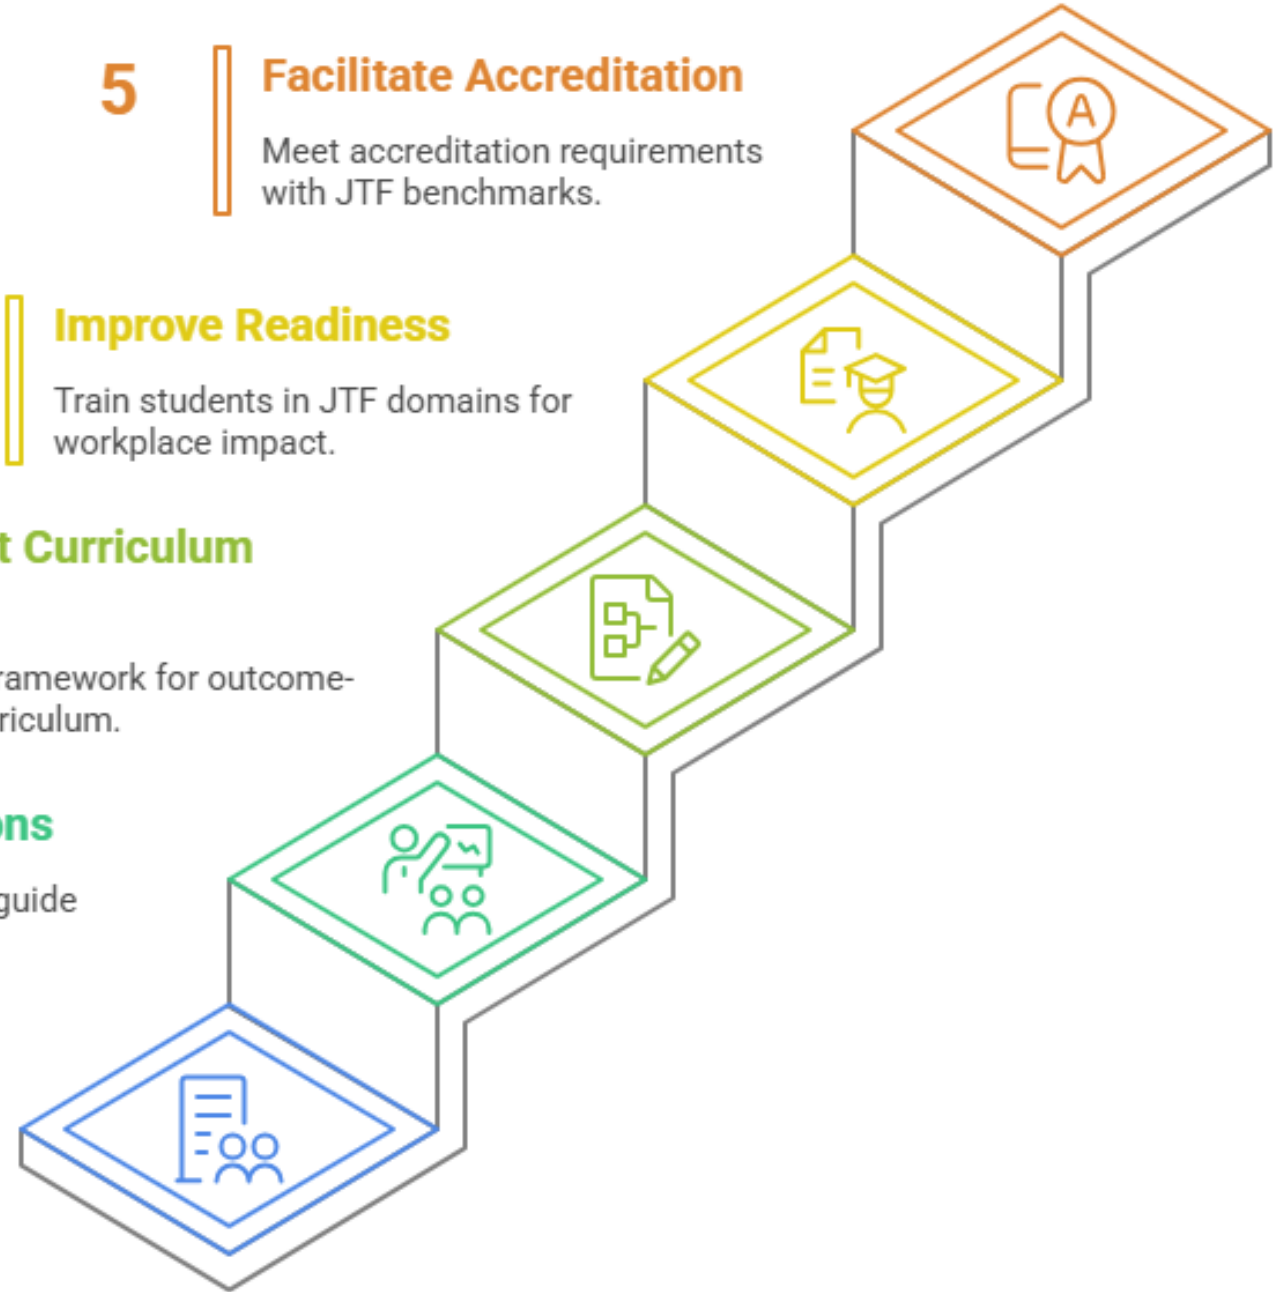 5
Facilitate Accreditation
Meet accreditation requirements
with JTF benchmarks.
Improve Readiness
Train students in JTF domains for
workplace impact.
t Curriculum
ramework for outcome-
riculum.
ons
guide
A